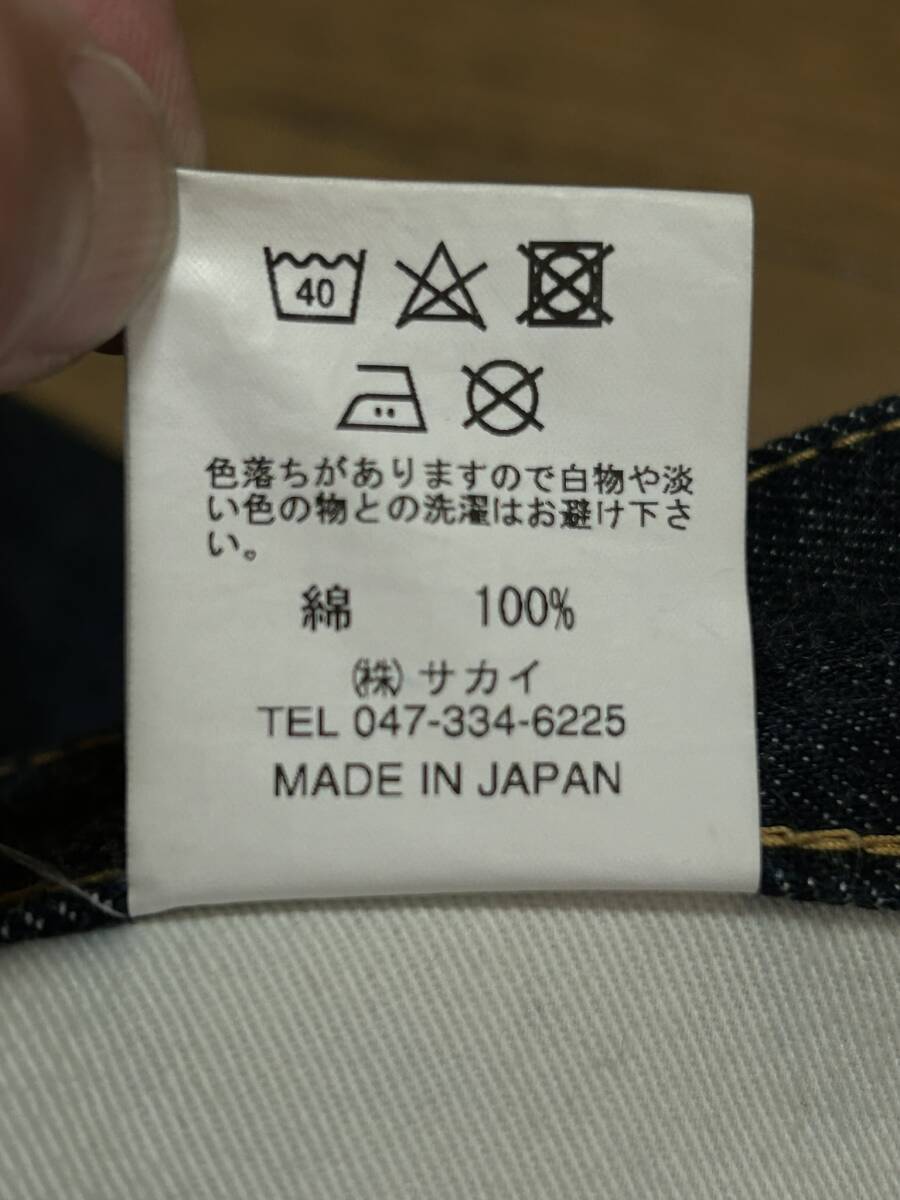 40
色落ちがありますので白物や淡
い色の物との洗濯はお避け下さ
い。
綿 100%
㈱サカイ
TEL 047-334-6225
MADE IN JAPAN